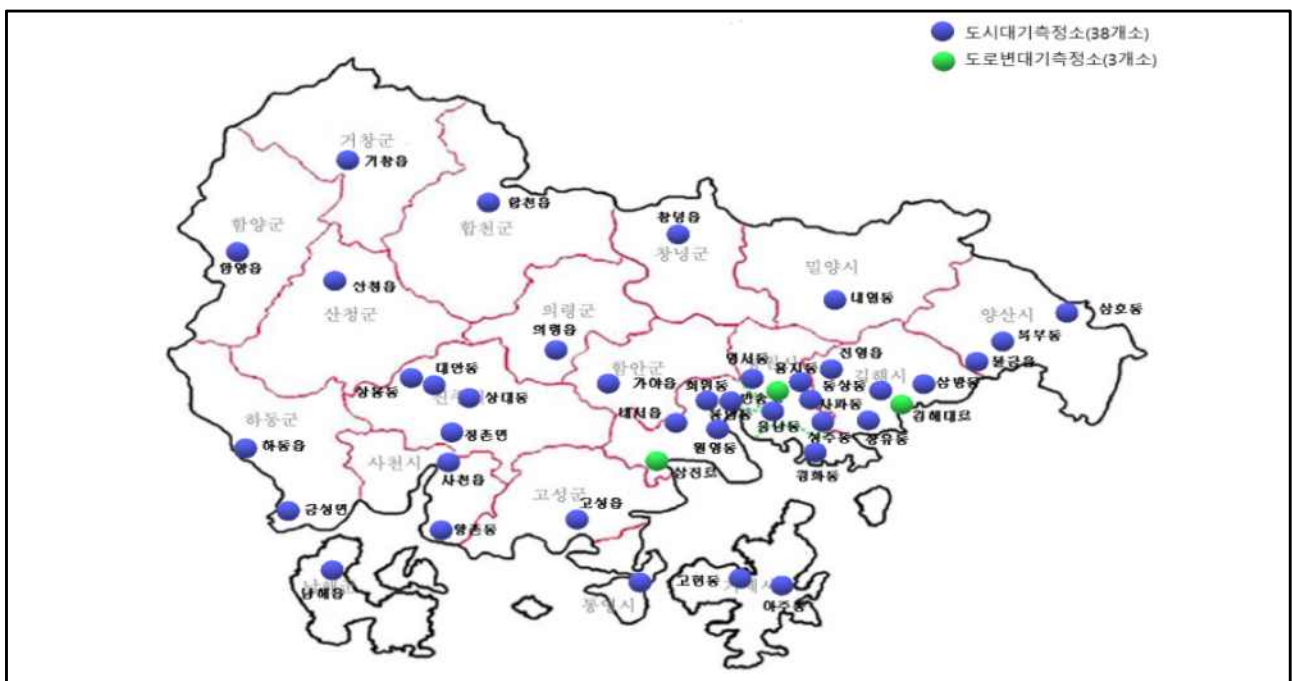 도시대기측정소(38개소)
도로변대기측정소(3개소)
거창군
거창읍
합천읍
합천군
함양군
함양읍
창녕읍
창녕군
밀양시
내일동
산청읍
산청군
의령군
의령읍
양산시
삼호동
북부동
물금읍
함안군
가야읍
대안동
상봉동
상대동
정촌면
명서동
용지동
진영읍
김해시
동상동
삼방동
회원동
반송
사파동
김해대로
내서읍
봉암동
웅남동
월영동
성주동
장유동
경화동
삼진로
하동군
하동읍
금성면
사천시
사천읍
향촌동
고성군
고성읍
남해읍
통영시
고현동
아주동